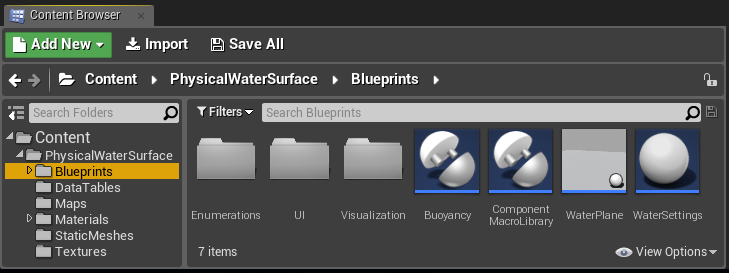 Content Browser
Add New Import Save All
Content PhysicalWaterSurface Blueprints
Search Folders
Filters Search Blueprints
Content
PhysicalWaterSurface
Blueprints
DataTables
Maps
Materials
StaticMeshes
Textures
Enumerations UI Visualization Buoyancy Component MacroLibrary WaterPlane WaterSettings
7 items View Options